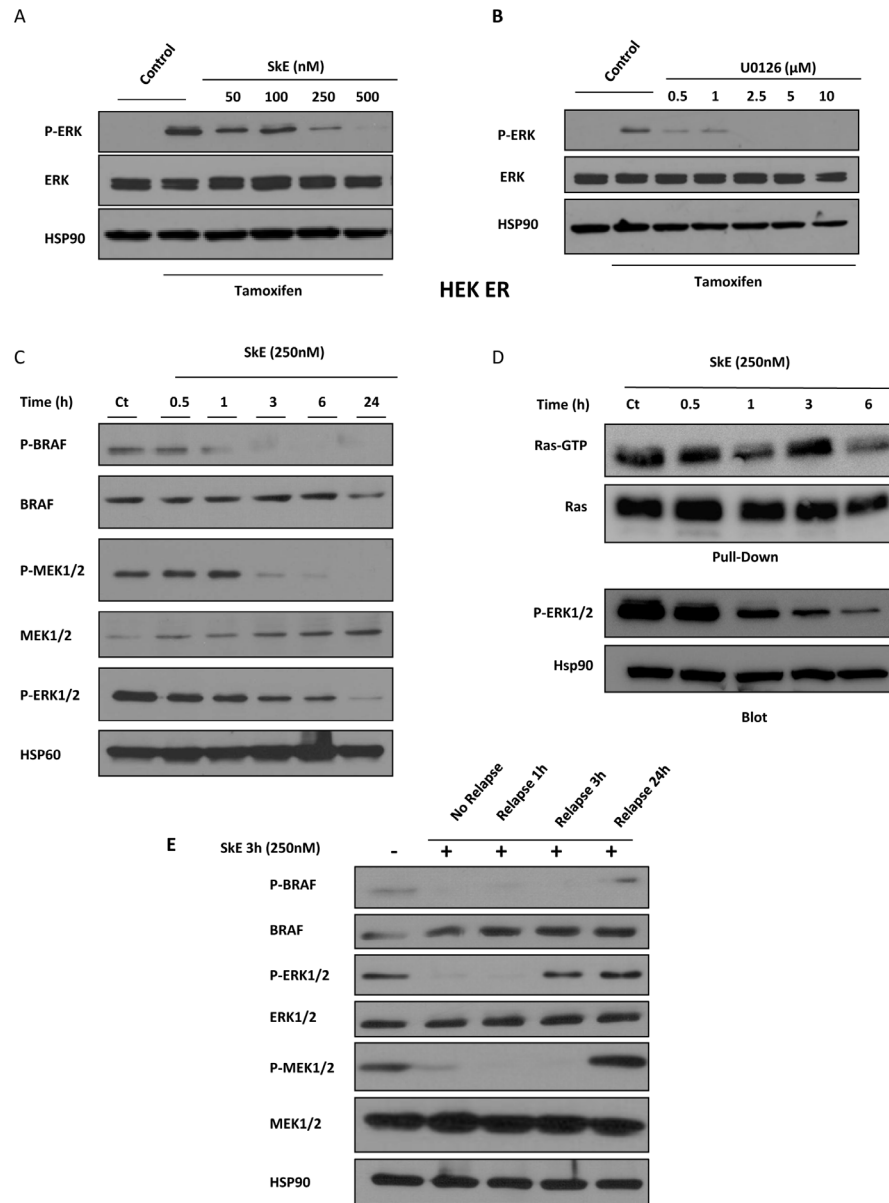 A
Control
SkE (nM)
50 100 250 500
P-ERK
ERK
HSP90
Tamoxifen
B
Control
U0126 (µM)
0.5 1 2.5 5 10
P-ERK
ERK
HSP90
Tamoxifen
HEK ER
C
SkE (250nM)
Time (h) Ct 0.5 1 3 6 24
P-BRAF
BRAF
P-MEK1/2
MEK1/2
P-ERK1/2
HSP60
D
SkE (250nM)
Time (h) Ct 0.5 1 3 6
Ras-GTP
Ras
Pull-Down
P-ERK1/2
Hsp90
Blot
E
No Relapse
Relapse 1h
Relapse 3h
Relapse 24h
SkE 3h (250nM) - + + + +
P-BRAF
BRAF
P-ERK1/2
ERK1/2
P-MEK1/2
MEK1/2
HSP90